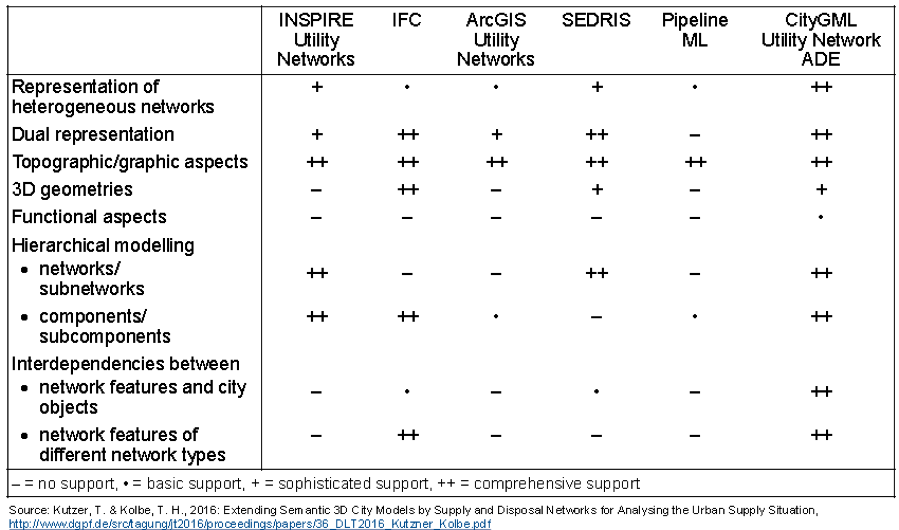 INSPIRE Utility Networks IFC ArcGIS Utility Networks SEDRIS Pipeline ML CityGML Utility Network ADE
Representation of heterogeneous networks + • • + • ++
Dual representation + ++ + ++ – ++
Topographic/graphic aspects ++ ++ ++ ++ ++ ++
3D geometries – ++ – + – +
Functional aspects – – – – – •
Hierarchical modelling
• networks/ subnetworks ++ – – ++ – ++
• components/ subcomponents ++ ++ • – • ++
Interdependencies between
• network features and city objects – • – • – ++
• network features of different network types – ++ – – – ++
– = no support, • = basic support, + = sophisticated support, ++ = comprehensive support
Source: Kutzer, T. & Kolbe, T. H., 2016: Extending Semantic 3D City Models by Supply and Disposal Networks for Analysing the Urban Supply Situation,
http://www.dgpf.de/src/tagung/jt2016/proceedings/papers/36_DLT2016_Kutzner_Kolbe.pdf